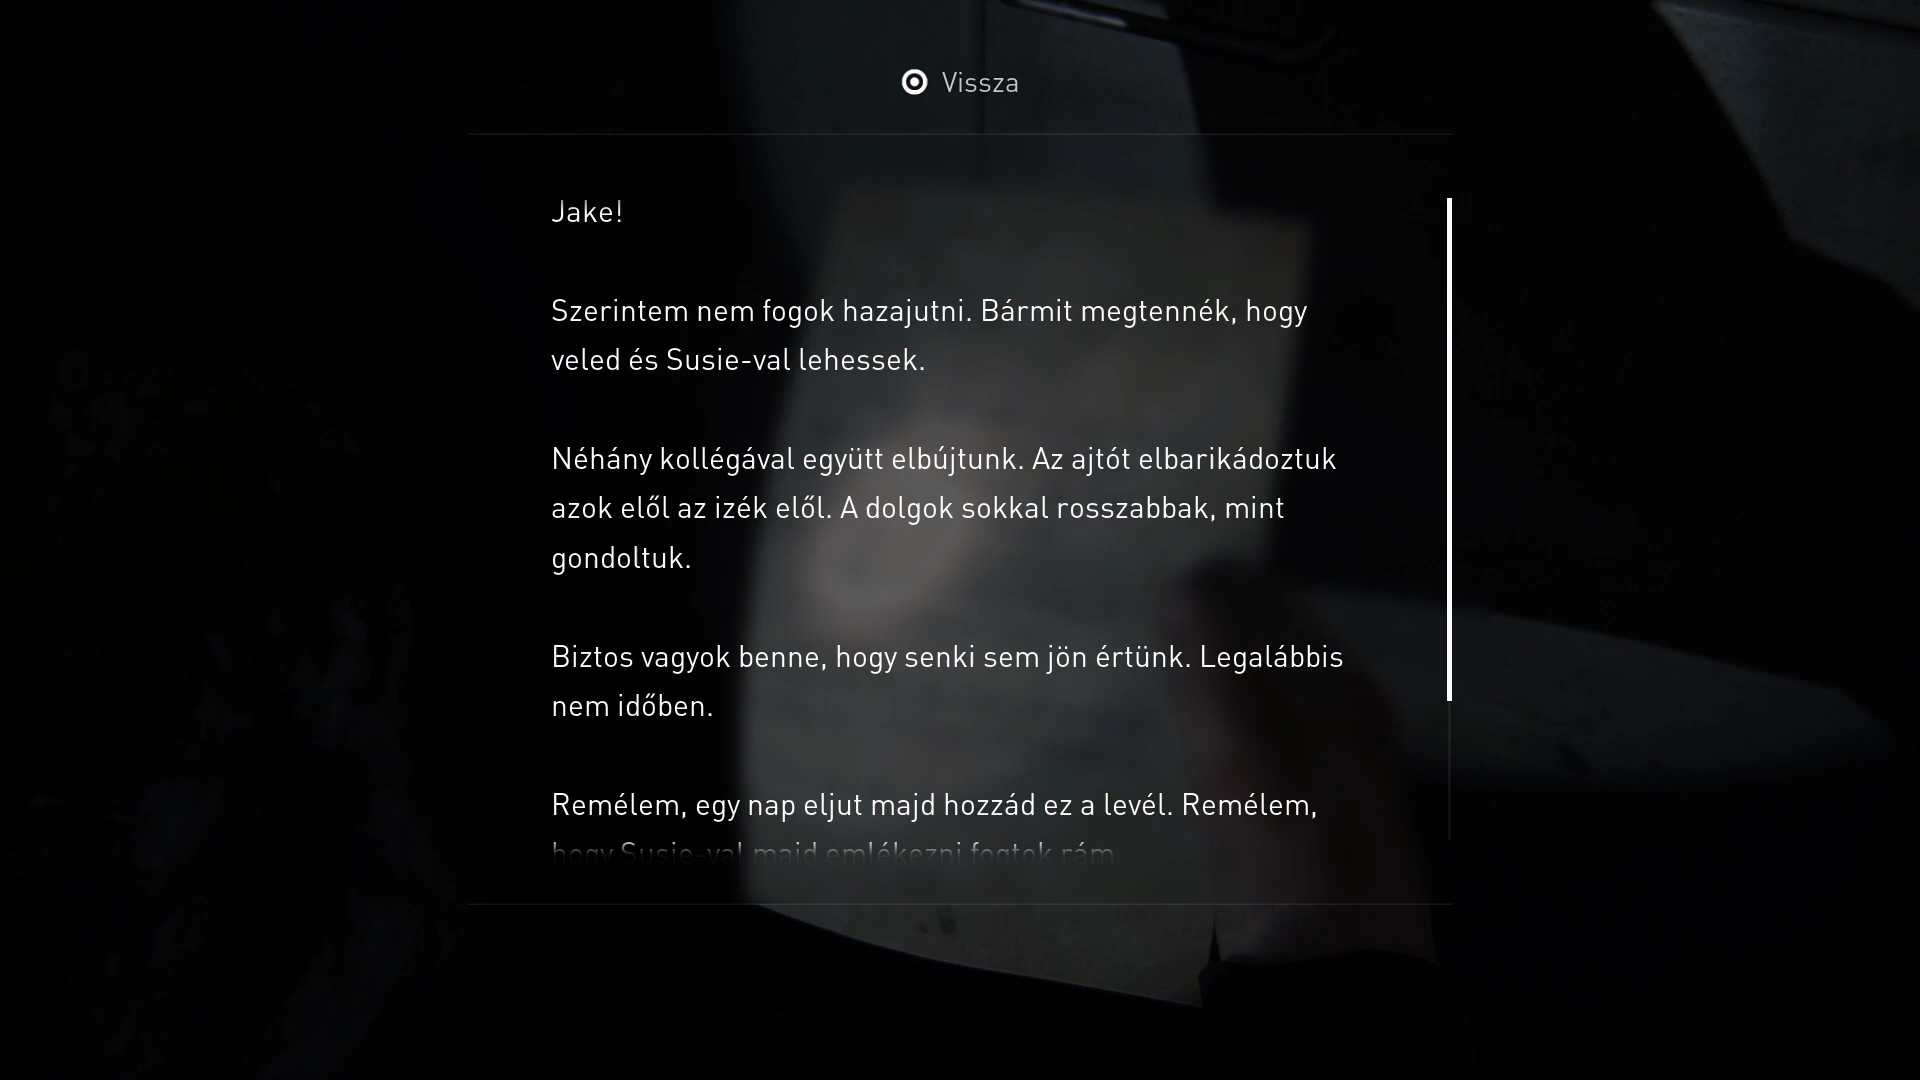 Vissza
Jake!
Szerintem nem fogok hazajutni. Bármit megtennék, hogy
veled és Susie-val lehessek.
Néhány kollégával együtt elbújtunk. Az ajtót elbarikádoztuk
azok elől az izék elől. A dolgok sokkal rosszabbak, mint
gondoltuk.
Biztos vagyok benne, hogy senki sem jön értünk. Legalábbis
nem időben.
Remélem, egy nap eljut majd hozzád ez a levél. Remélem,
hogy Susie-val majd emlékezni fogtok rám.